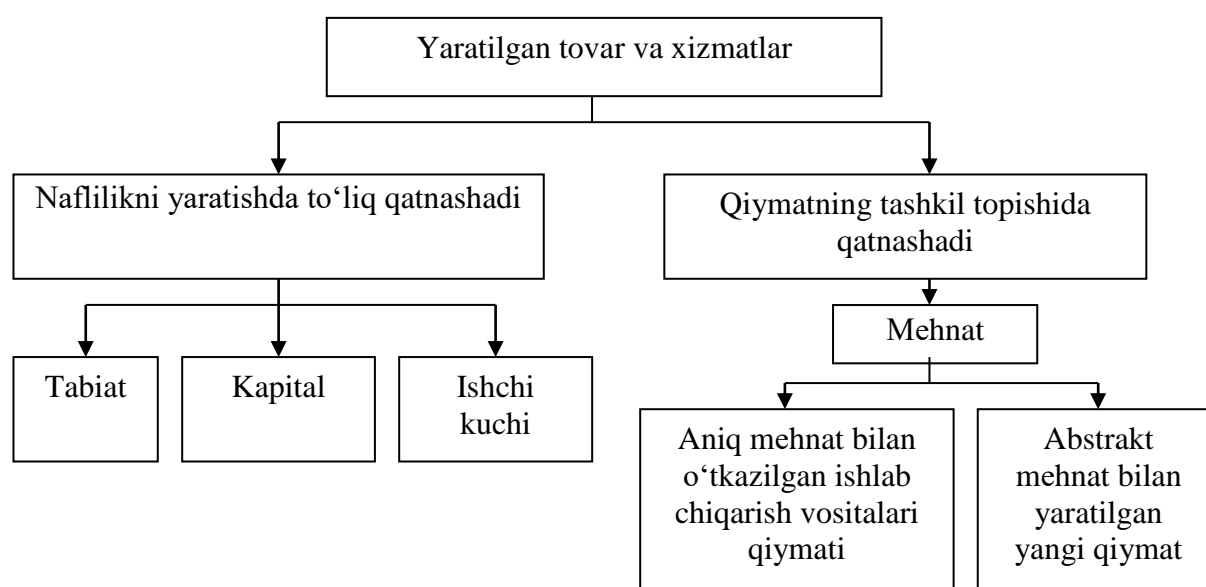 Yaratilgan tovar va xizmatlar
Naflilikni yaratishda to‘liq qatnashadi
Qiymatning tashkil topishida
qatnashadi
Mehnat
Tabiat
Kapital
Ishchi
kuchi
Aniq mehnat bilan
o‘tkazilgan ishlab
chiqarish vositalari
qiymati
Abstrakt
mehnat bilan
yaratilgan
yangi qiymat